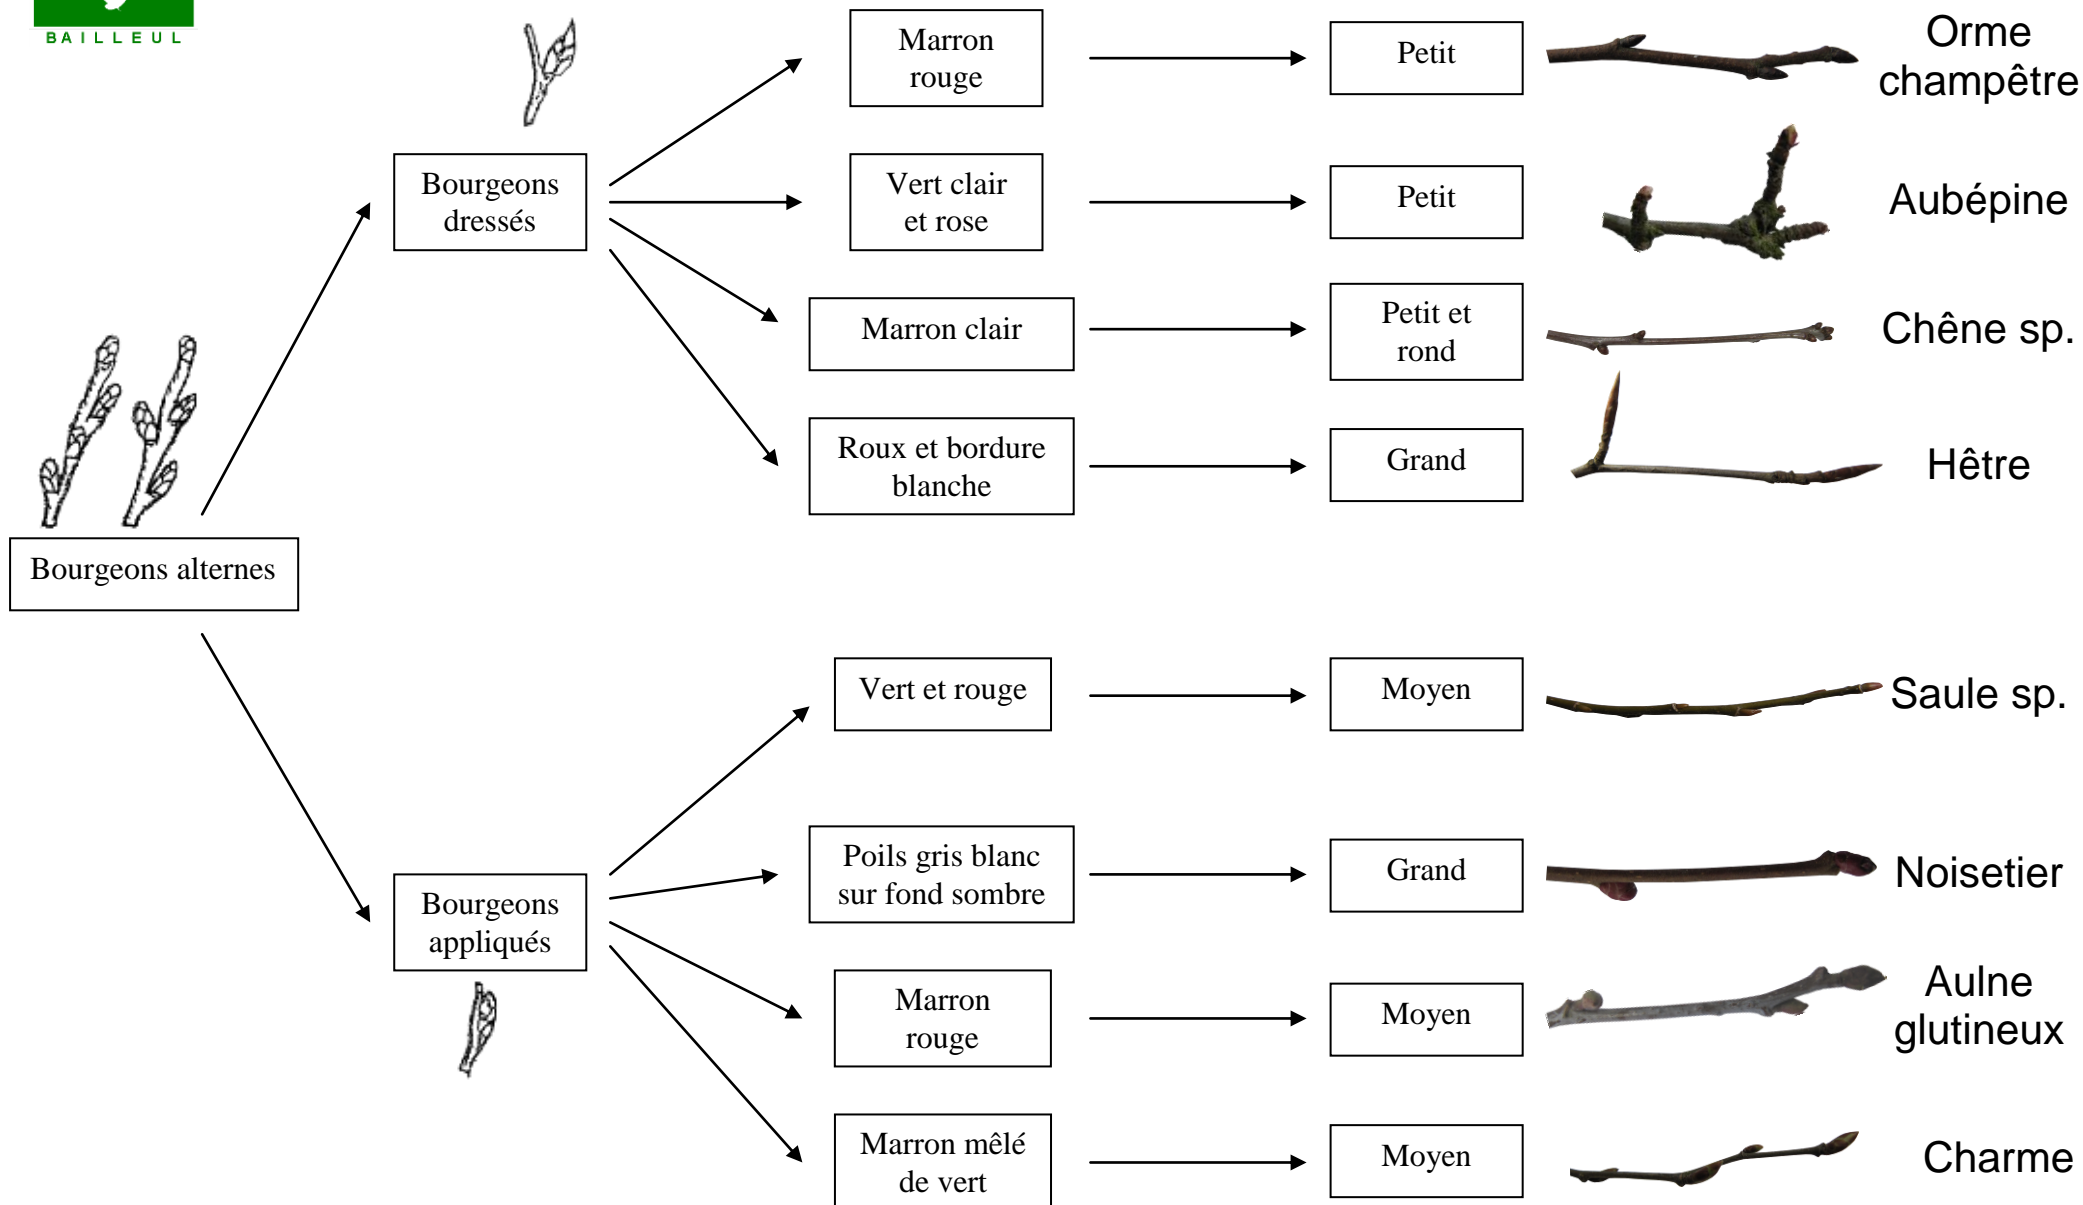 BAILLEUL
Bourgeons alternes
Bourgeons
dressés
Marron
rouge
Petit
Orme
champêtre
Vert clair
et rose
Petit
Aubépine
Marron clair
Petit et
rond
Chêne sp.
Roux et bordure
blanche
Grand
Hêtre
Bourgeons
appliqués
Vert et rouge
Moyen
Saule sp.
Poils gris blanc
sur fond sombre
Grand
Noisetier
Marron
rouge
Moyen
Aulne
glutineux
Marron mêlé
de vert
Moyen
Charme